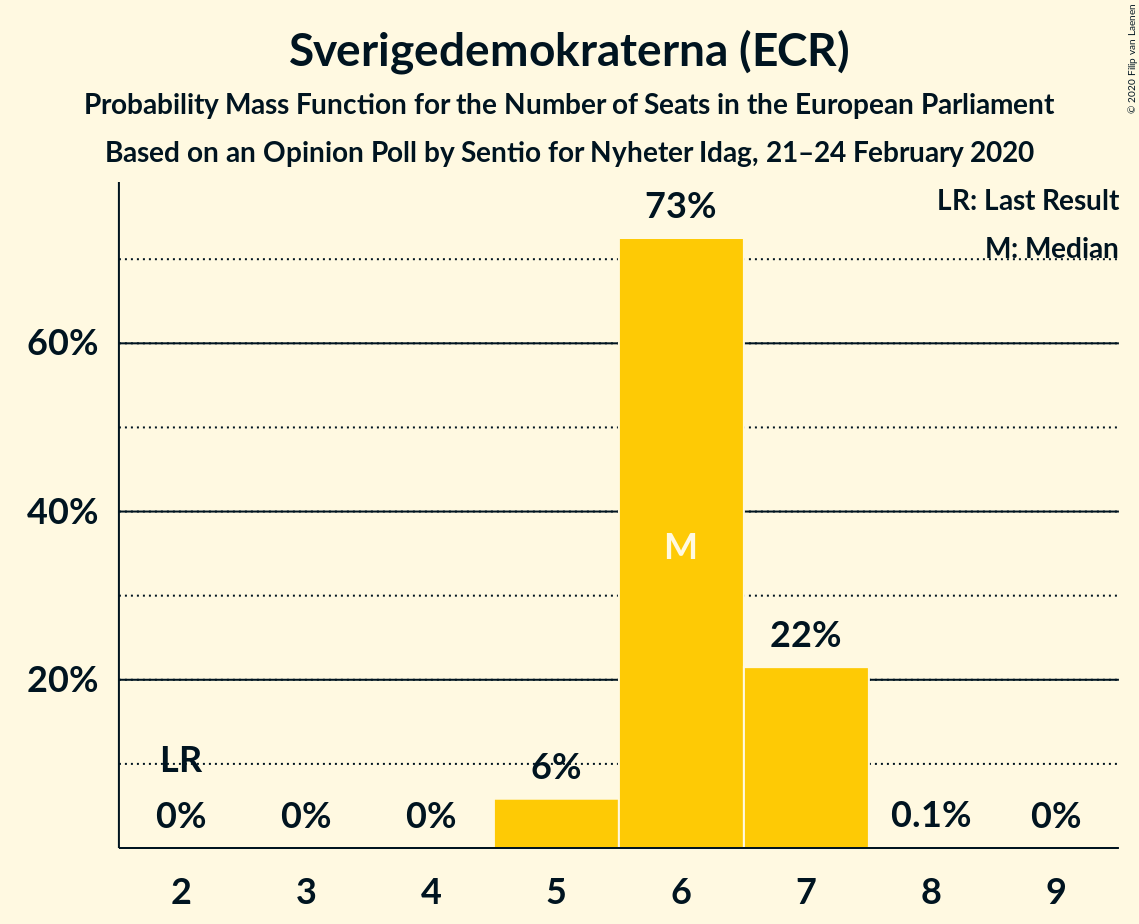 Sverigedemokraterna (ECR)
Probability Mass Function for the Number of Seats in the European Parliament
Based on an Opinion Poll by Sentio for Nyheter Idag, 21–24 February 2020
© 2020 Filip van Laenen
LR: Last Result
M: Median
73%
60%
40%
M
22%
20%
LR
6%
0%
0%
0%
0.1%
0%
2 3 4 5 6 7 8 9